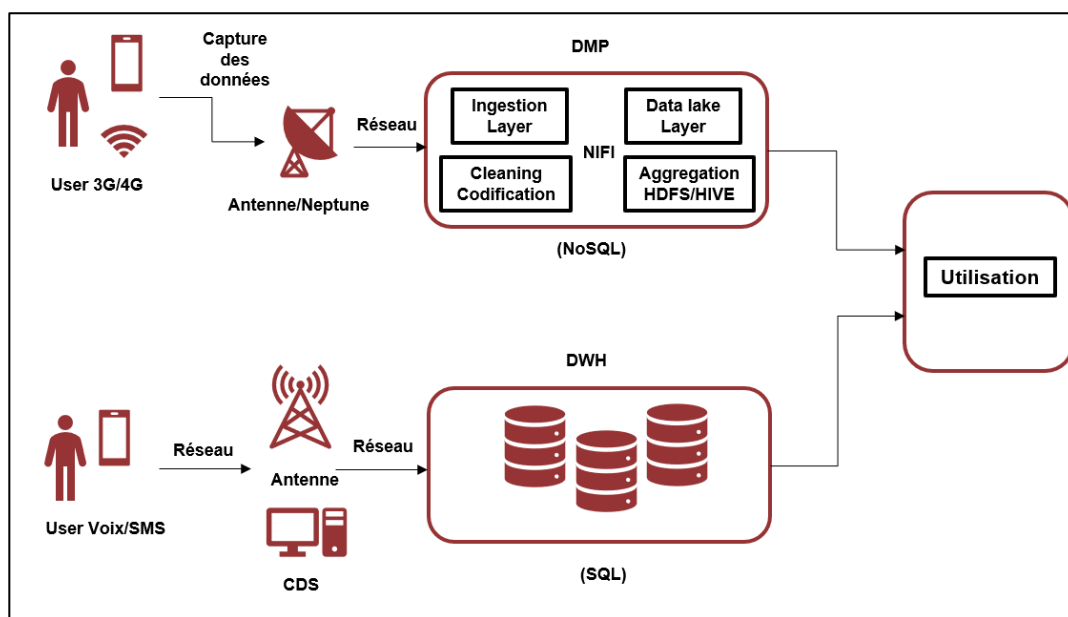 Capture
des
données
User 3G/4G
Antenne/Neptune
Réseau
DMP
Ingestion
Layer
Data lake
Layer
NIFI
Cleaning
Codification
Aggregation
HDFS/HIVE
(NoSQL)
Utilisation
User Voix/SMS
Réseau
Antenne
CDS
Réseau
DWH
(SQL)